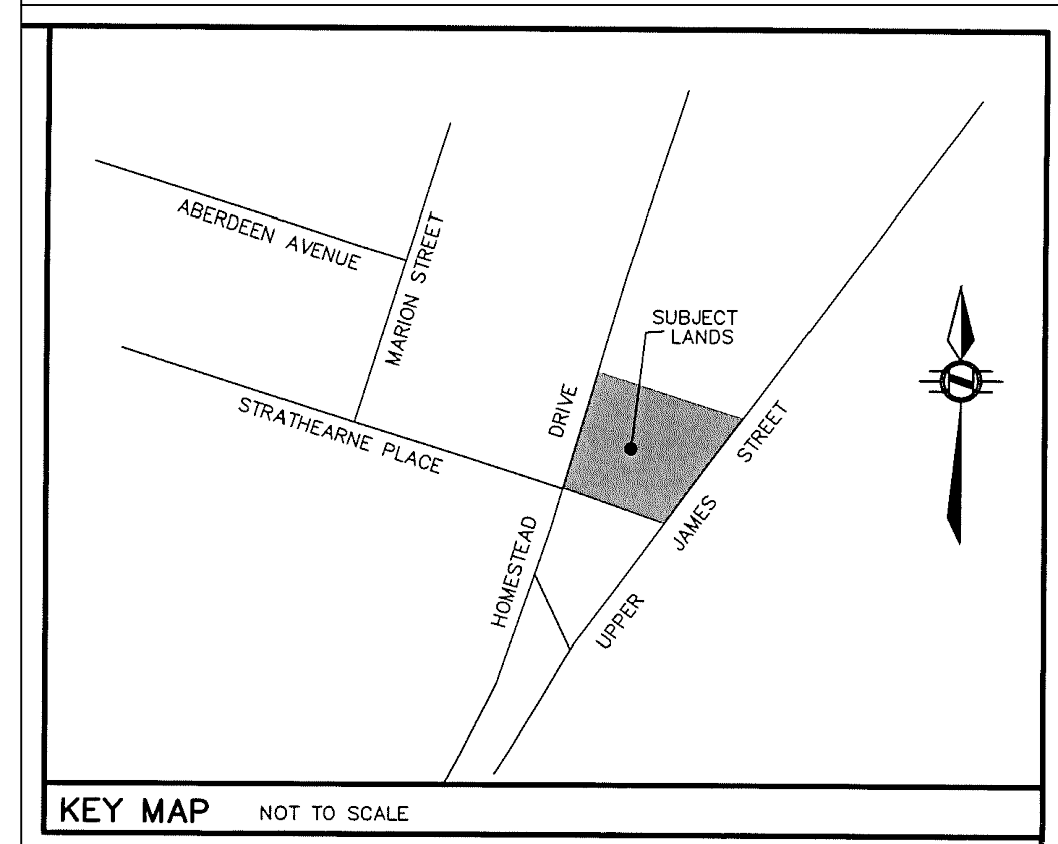 ABERDEEN AVENUE
MARION STREET
SUBJECT
LANDS
STRATHEARNE PLACE
HOMESTEAD DRIVE
UPPER JAMES STREET
KEY MAP NOT TO SCALE